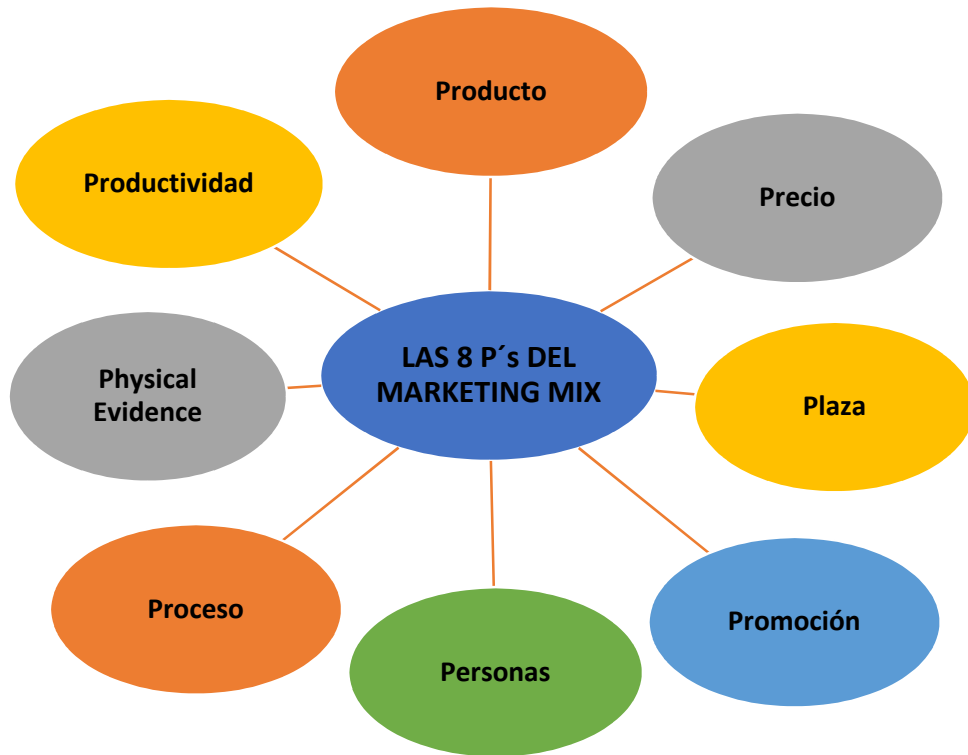 Producto
Productividad
Precio
LAS 8 P´s DEL
MARKETING MIX
Physical
Evidence
Plaza
Proceso
Promoción
Personas